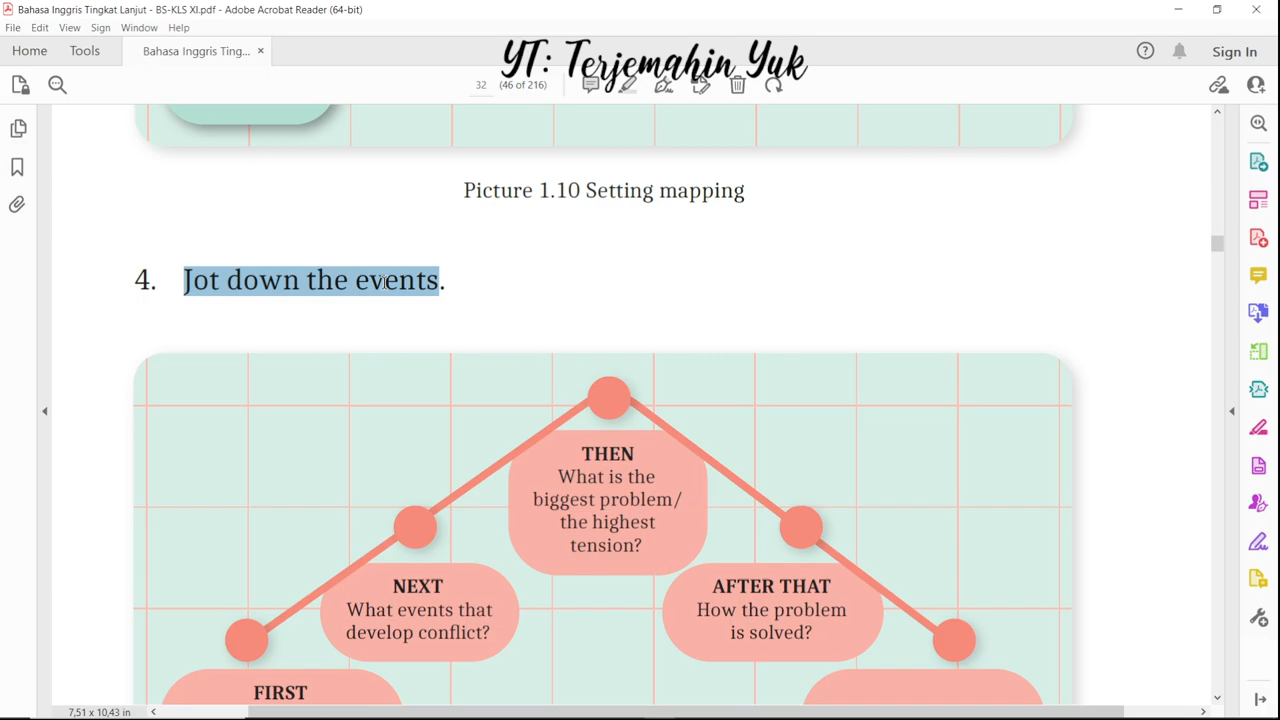 Bahasa Inggris Tingkat Lanjut - BS-KLS XI.pdf - Adobe Acrobat Reader (64-bit)
File Edit View Sign Window Help
Home Tools Bahasa Inggris Ting... × Sign In
YT: Terjemahin Yuk
32 (46 of 216)
Picture 1.10 Setting mapping
4. Jot down the events.
THEN
What is the
biggest problem/
the highest
tension?
NEXT
What events that
develop conflict?
AFTER THAT
How the problem
is solved?
FIRST
7,51 x 10,43 in